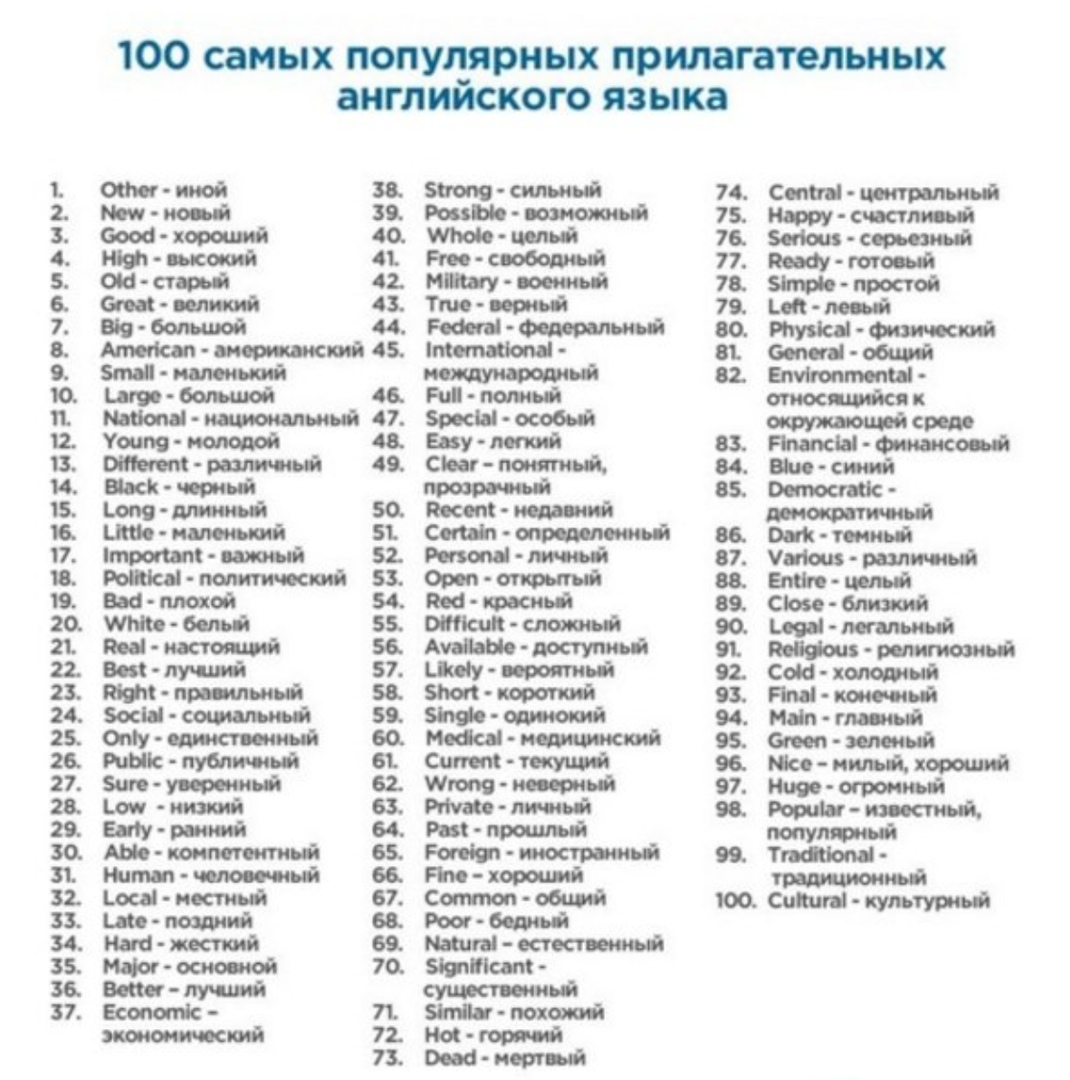 100 самых популярных прилагательных
английского языка
1. Other - иной
2. New - новый
3. Good - хороший
4. High - высокий
5. Old - старый
6. Great - великий
7. Big - большой
8. American - американский
9. Small - маленький
10. Large - большой
11. National - национальный
12. Young - молодой
13. Different - различный
14. Black - черный
15. Long - длинный
16. Little - маленький
17. Important - важный
18. Political - политический
19. Bad - плохой
20. White - белый
21. Real - настоящий
22. Best - лучший
23. Right - правильный
24. Social - социальный
25. Only - единственный
26. Public - публичный
27. Sure - уверенный
28. Low - низкий
29. Early - ранний
30. Able - компетентный
31. Human - человечный
32. Local - местный
33. Late - поздний
34. Hard - жесткий
35. Major - основной
36. Better – лучший
37. Economic –
экономический
38. Strong - сильный
39. Possible - возможный
40. Whole - целый
41. Free - свободный
42. Military - военный
43. True - верный
44. Federal - федеральный
45. International -
международный
46. Full - полный
47. Special - особый
48. Easy - легкий
49. Clear – понятный,
прозрачный
50. Recent - недавний
51. Certain - определенный
52. Personal - личный
53. Open - открытый
54. Red - красный
55. Difficult - сложный
56. Available - доступный
57. Likely - вероятный
58. Short - короткий
59. Single - одинокий
60. Medical - медицинский
61. Current - текущий
62. Wrong - неверный
63. Private - личный
64. Past - прошлый
65. Foreign - иностранный
66. Fine – хороший
67. Common - общий
68. Poor - бедный
69. Natural – естественный
70. Significant -
существенный
71. Similar - похожий
72. Hot - горячий
73. Dead - мертвый
74. Central - центральный
75. Happy - счастливый
76. Serious - серьезный
77. Ready - готовый
78. Simple - простой
79. Left - левый
80. Physical - физический
81. General - общий
82. Environmental -
относящийся к
окружающей среде
83. Financial - финансовый
84. Blue - синий
85. Democratic -
демократичный
86. Dark - темный
87. Various - различный
88. Entire - целый
89. Close - близкий
90. Legal - легальный
91. Religious - религиозный
92. Cold - холодный
93. Final - конечный
94. Main - главный
95. Green - зеленый
96. Nice – милый, хороший
97. Huge - огромный
98. Popular – известный,
популярный
99. Traditional -
традиционный
100. Cultural - культурный